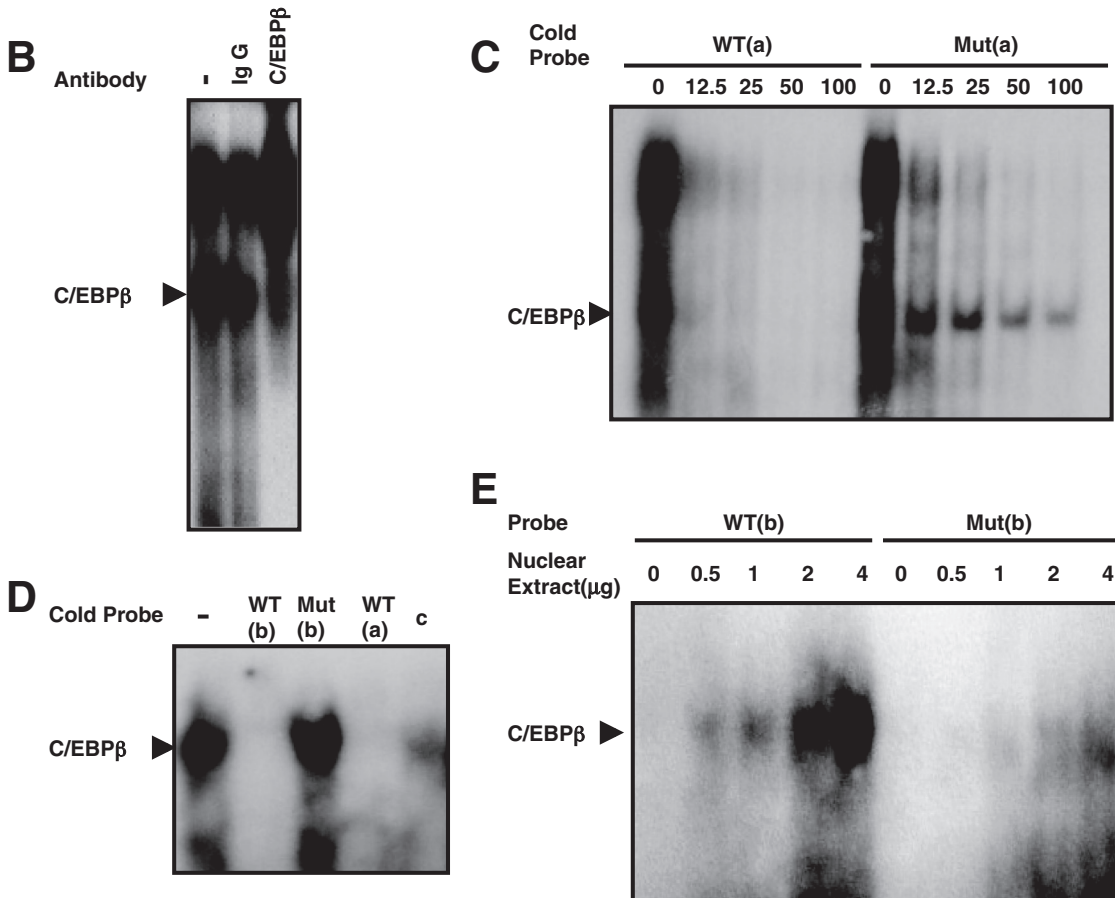 B
Antibody - Ig G C/EBPβ
C/EBPβ
C
Cold Probe WT(a) Mut(a)
0 12.5 25 50 100 0 12.5 25 50 100
C/EBPβ
D
Cold Probe - WT (b) Mut (b) WT (a) c
C/EBPβ
E
Probe WT(b) Mut(b)
Nuclear Extract(μg) 0 0.5 1 2 4 0 0.5 1 2 4
C/EBPβ